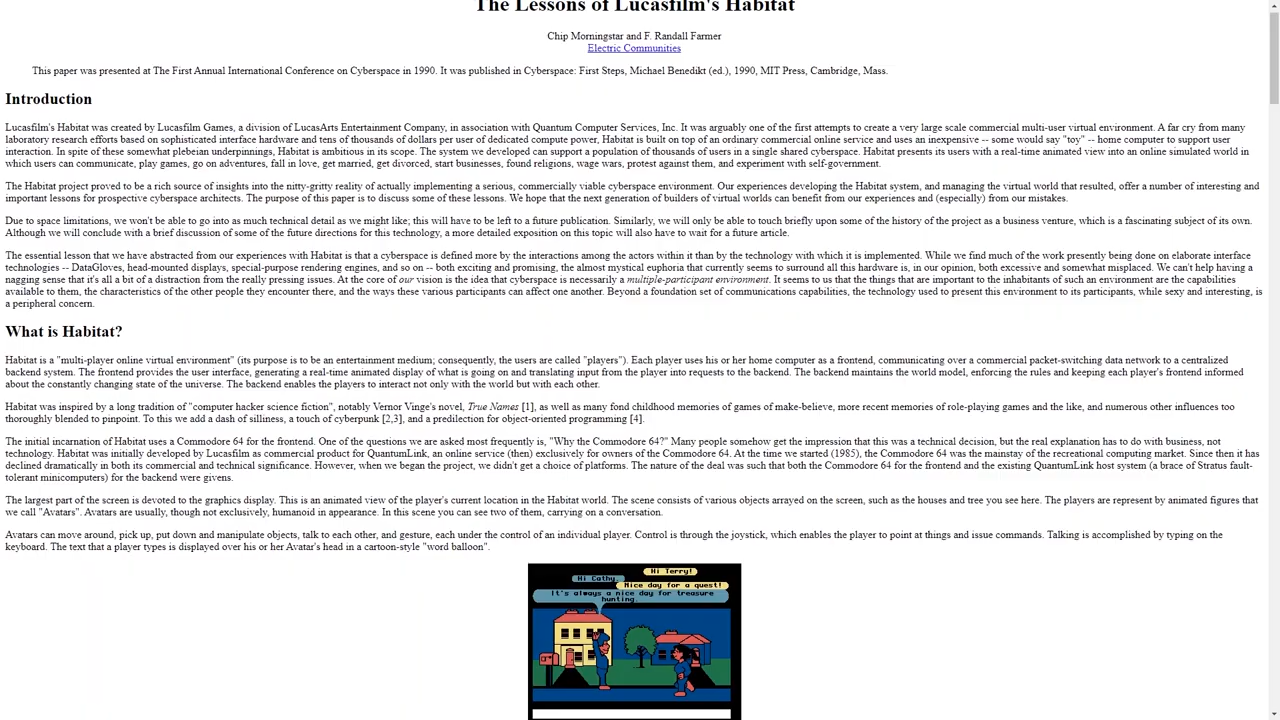 The Lessons of Lucasfilm's Habitat
Chip Morningstar and F. Randall Farmer
Electric Communities
This paper was presented at The First Annual International Conference on Cyberspace in 1990. It was published in Cyberspace: First Steps, Michael Benedikt (ed.), 1990, MIT Press, Cambridge, Mass.
Introduction
Lucasfilm's Habitat was created by Lucasfilm Games, a division of LucasArts Entertainment Company, in association with Quantum Computer Services, Inc. It was arguably one of the first attempts to create a very large scale commercial multi-user virtual environment. A far cry from many
laboratory research efforts based on sophisticated interface hardware and tens of thousands of dollars per user of dedicated compute power, Habitat is built on top of an ordinary commercial online service and uses an inexpensive -- some would say "toy" -- home computer to support user
interaction. In spite of these somewhat plebeian underpinnings, Habitat is ambitious in its scope. The system we developed can support a population of thousands of users in a single shared cyberspace. Habitat presents its users with a real-time animated view into an online simulated world in
which users can communicate, play games, go on adventures, fall in love, get married, get divorced, start businesses, found religions, wage wars, protest against them, and experiment with self-government.
The Habitat project proved to be a rich source of insights into the nitty-gritty reality of actually implementing a serious, commercially viable cyberspace environment. Our experiences developing the Habitat system, and managing the virtual world that resulted, offer a number of interesting and
important lessons for prospective cyberspace architects. The purpose of this paper is to discuss some of these lessons. We hope that the next generation of builders of virtual worlds can benefit from our experiences and (especially) from our mistakes.
Due to space limitations, we won't be able to go into as much technical detail as we might like; this will have to be left to a future publication. Similarly, we will only be able to touch briefly upon some of the history of the project as a business venture, which is a fascinating subject of its own.
Although we will conclude with a brief discussion of some of the future directions for this technology, a more detailed exposition on this topic will also have to wait for a future article.
The essential lesson that we have abstracted from our experiences with Habitat is that a cyberspace is defined more by the interactions among the actors within it than by the technology with which it is implemented. While we find much of the work presently being done on elaborate interface
technologies -- DataGloves, head-mounted displays, special-purpose rendering engines, and so on -- both exciting and promising, the almost mystical euphoria that currently seems to surround all this hardware is, in our opinion, both excessive and somewhat misplaced. We can't help having a
nagging sense that it's all a bit of a distraction from the really pressing issues. At the core of our vision is the idea that cyberspace is necessarily a multiple-participant environment. It seems to us that the things that are important to the inhabitants of such an environment are the capabilities
available to them, the characteristics of the other people they encounter there, and the ways these various participants can affect one another. Beyond a foundation set of communications capabilities, the technology used to present this environment to its participants, while sexy and interesting, is
a peripheral concern.
What is Habitat?
Habitat is a "multi-player online virtual environment" (its purpose is to be an entertainment medium; consequently, the users are called "players"). Each player uses his or her home computer as a frontend, communicating over a commercial packet-switching data network to a centralized
backend system. The frontend provides the user interface, generating a real-time animated display of what is going on and translating input from the player into requests to the backend. The backend maintains the world model, enforcing the rules and keeping each player's frontend informed
about the constantly changing state of the universe. The backend enables the players to interact not only with the world but with each other.
Habitat was inspired by a long tradition of "computer hacker science fiction", notably Vernor Vinge's novel, True Names [1], as well as many fond childhood memories of games of make-believe, more recent memories of role-playing games and the like, and numerous other influences too
thoroughly blended to pinpoint. To this we add a dash of silliness, a touch of cyberpunk [2,3], and a predilection for object-oriented programming [4].
The initial incarnation of Habitat uses a Commodore 64 for the frontend. One of the questions we are asked most frequently is, "Why the Commodore 64?" Many people somehow get the impression that this was a technical decision, but the real explanation has to do with business, not
technology. Habitat was initially developed by Lucasfilm as commercial product for QuantumLink, an online service (then) exclusively for owners of the Commodore 64. At the time we started (1985), the Commodore 64 was the mainstay of the recreational computing market. Since then it has
declined dramatically in both its commercial and technical significance. However, when we began the project, we didn't get a choice of platforms. The nature of the deal was such that both the Commodore 64 for the frontend and the existing QuantumLink host system (a brace of Stratus fault-
tolerant minicomputers) for the backend were givens.
The largest part of the screen is devoted to the graphics display. This is an animated view of the player's current location in the Habitat world. The scene consists of various objects arrayed on the screen, such as the houses and tree you see here. The players are represent by animated figures that
we call "Avatars". Avatars are usually, though not exclusively, humanoid in appearance. In this scene you can see two of them, carrying on a conversation.
Avatars can move around, pick up, put down and manipulate objects, talk to each other, and gesture, each under the control of an individual player. Control is through the joystick, which enables the player to point at things and issue commands. Talking is accomplished by typing on the
keyboard. The text that a player types is displayed over his or her Avatar's head in a cartoon-style "word balloon".
Hi Terry!
Hi Cathy.
Nice day for a quest!
It's always a nice day for treasure
hunting.